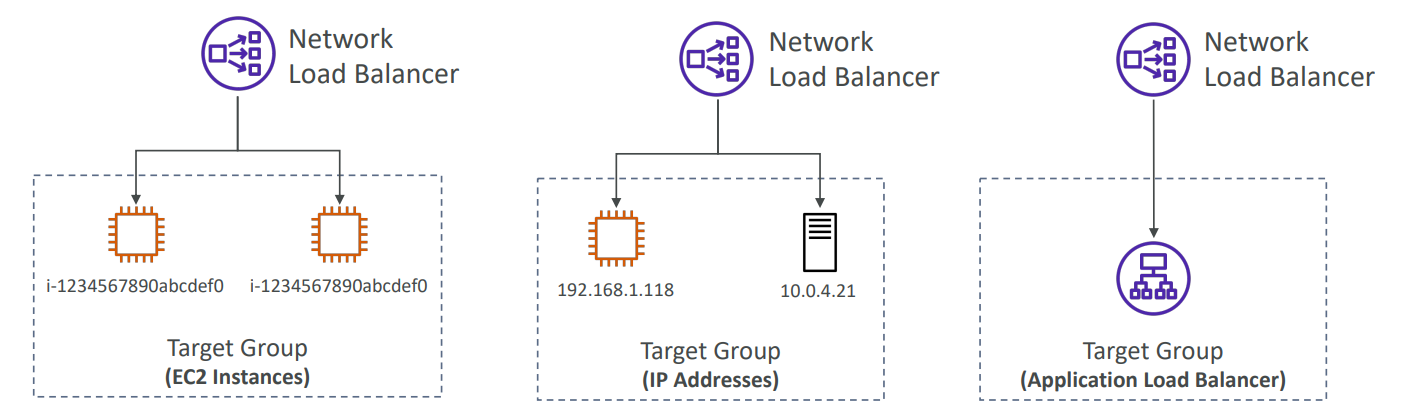 Network
Load Balancer
i-1234567890abcdef0
i-1234567890abcdef0
Target Group
(EC2 Instances)
Network
Load Balancer
192.168.1.118
10.0.4.21
Target Group
(IP Addresses)
Network
Load Balancer
Target Group
(Application Load Balancer)